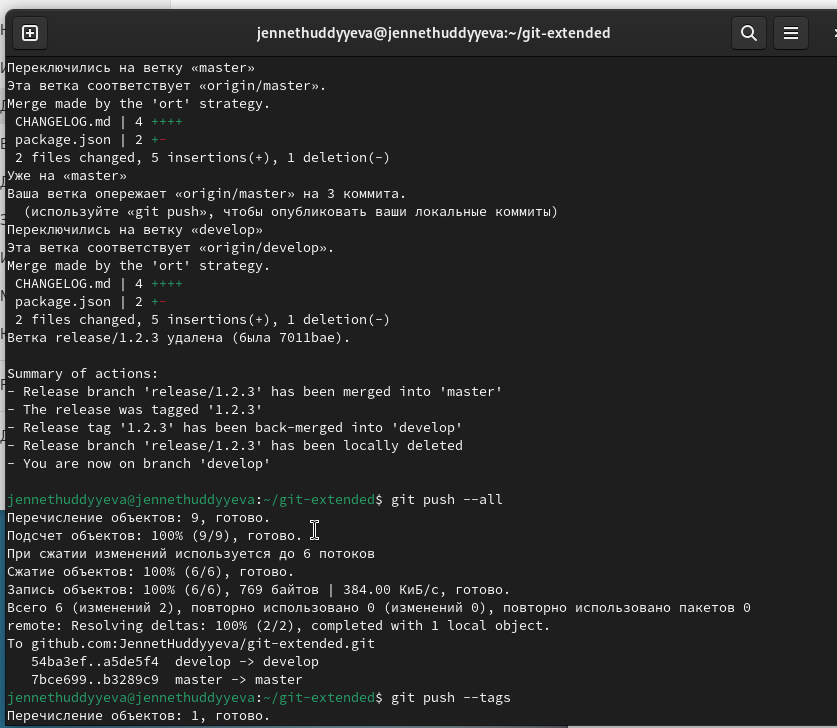 jennethuddyyeva@jennethuddyyeva:~/git-extended
Переключились на ветку «master»
Эта ветка соответствует «origin/master».
Merge made by the 'ort' strategy.
 CHANGELOG.md | 4 ++++
 package.json | 2 +-
 2 files changed, 5 insertions(+), 1 deletion(-)
Уже на «master»
Ваша ветка опережает «origin/master» на 3 коммита.
  (используйте «git push», чтобы опубликовать ваши локальные коммиты)
Переключились на ветку «develop»
Эта ветка соответствует «origin/develop».
Merge made by the 'ort' strategy.
 CHANGELOG.md | 4 ++++
 package.json | 2 +-
 2 files changed, 5 insertions(+), 1 deletion(-)
Ветка release/1.2.3 удалена (была 7011bae).

Summary of actions:
- Release branch 'release/1.2.3' has been merged into 'master'
- The release was tagged '1.2.3'
- Release tag '1.2.3' has been back-merged into 'develop'
- Release branch 'release/1.2.3' has been locally deleted
- You are now on branch 'develop'

jennethuddyyeva@jennethuddyyeva:~/git-extended$ git push --all
Перечисление объектов: 9, готово.
Подсчет объектов: 100% (9/9), готово.
При сжатии изменений используется до 6 потоков
Сжатие объектов: 100% (6/6), готово.
Запись объектов: 100% (6/6), 769 байтов | 384.00 КиБ/с, готово.
Всего 6 (изменений 2), повторно использовано 0 (изменений 0), повторно использовано пакетов 0
remote: Resolving deltas: 100% (2/2), completed with 1 local object.
To github.com:JennetHuddyyeva/git-extended.git
   54ba3ef..a5de5f4  develop -> develop
   7bce699..b3289c9  master -> master
jennethuddyyeva@jennethuddyyeva:~/git-extended$ git push --tags
Перечисление объектов: 1, готово.